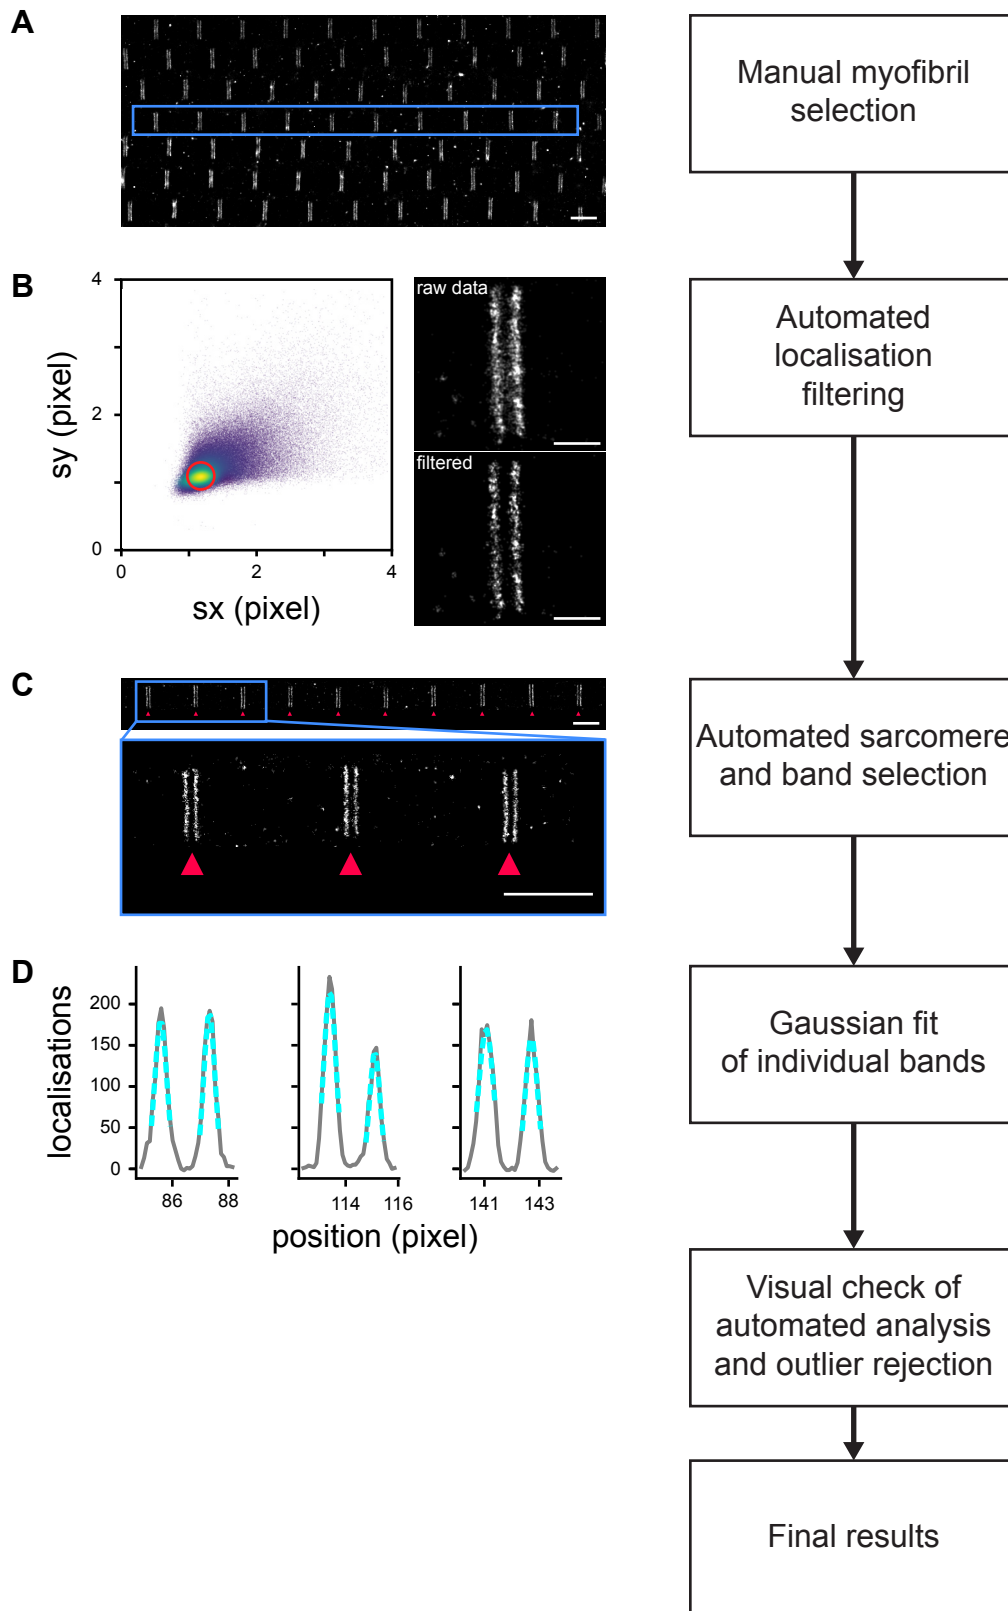 A
Manual myofibril
selection
B
4
2
0
0
2
4
sy (pixel)
sx (pixel)
raw data
filtered
Automated
localisation
filtering
C
Automated sarcomere
and band selection
D
localisations
200
150
100
50
0
86
88
114
116
141
143
position (pixel)
Gaussian fit
of individual bands
Visual check of
automated analysis
and outlier rejection
Final results